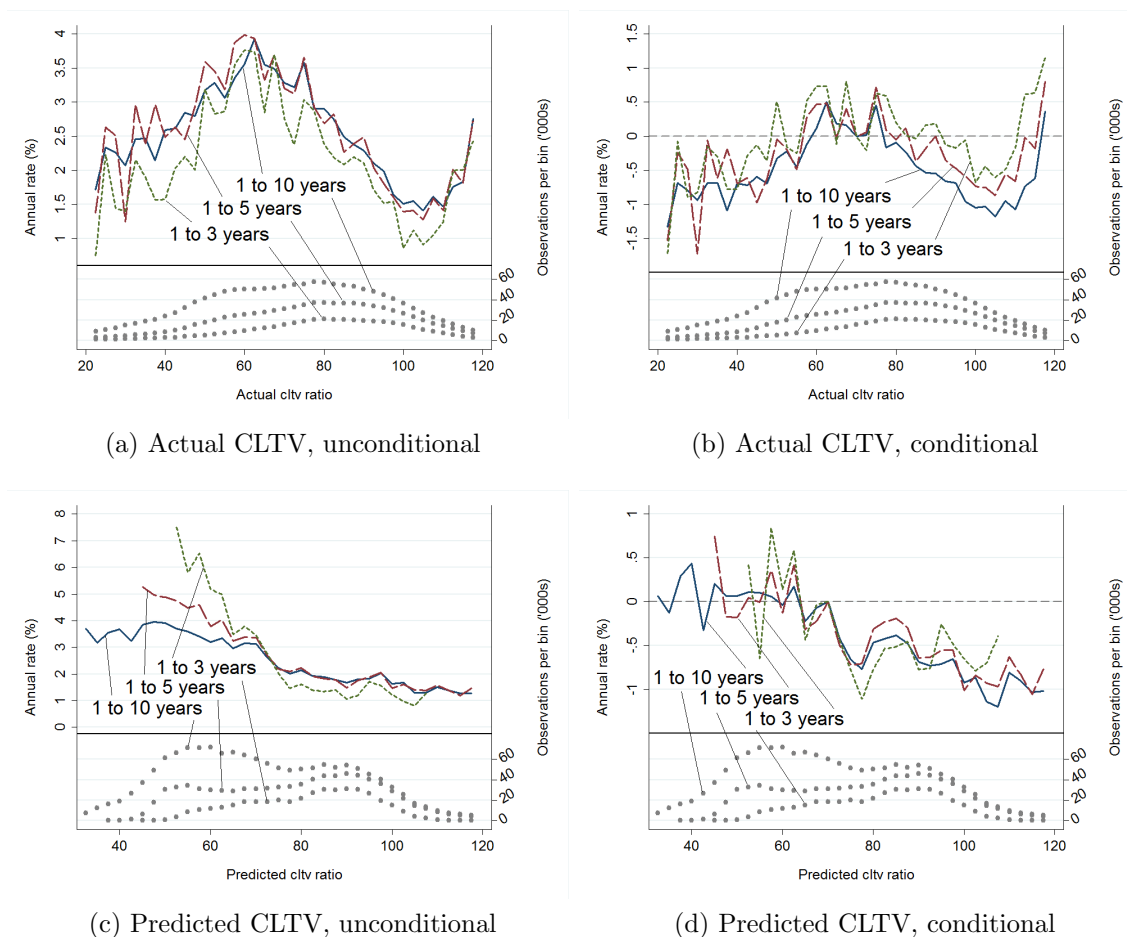 Annual rate (%)
4
3.5
3
2.5
2
1.5
1
1 to 10 years
1 to 5 years
1 to 3 years
Observations per bin ('000s)
60
40
20
0
20 40 60 80 100 120
Actual cltv ratio
(a) Actual CLTV, unconditional
Annual rate (%)
1.5
1
.5
0
-.5
-1
-1.5
1 to 10 years
1 to 5 years
1 to 3 years
Observations per bin ('000s)
60
40
20
0
20 40 60 80 100 120
Actual cltv ratio
(b) Actual CLTV, conditional
Annual rate (%)
8
7
6
5
4
3
2
1
0
1 to 3 years
1 to 5 years
1 to 10 years
Observations per bin ('000s)
60
40
20
0
40 60 80 100 120
Predicted cltv ratio
(c) Predicted CLTV, unconditional
Annual rate (%)
1
.5
0
-.5
-1
1 to 10 years
1 to 5 years
1 to 3 years
Observations per bin ('000s)
60
40
20
0
40 60 80 100 120
Predicted cltv ratio
(d) Predicted CLTV, conditional